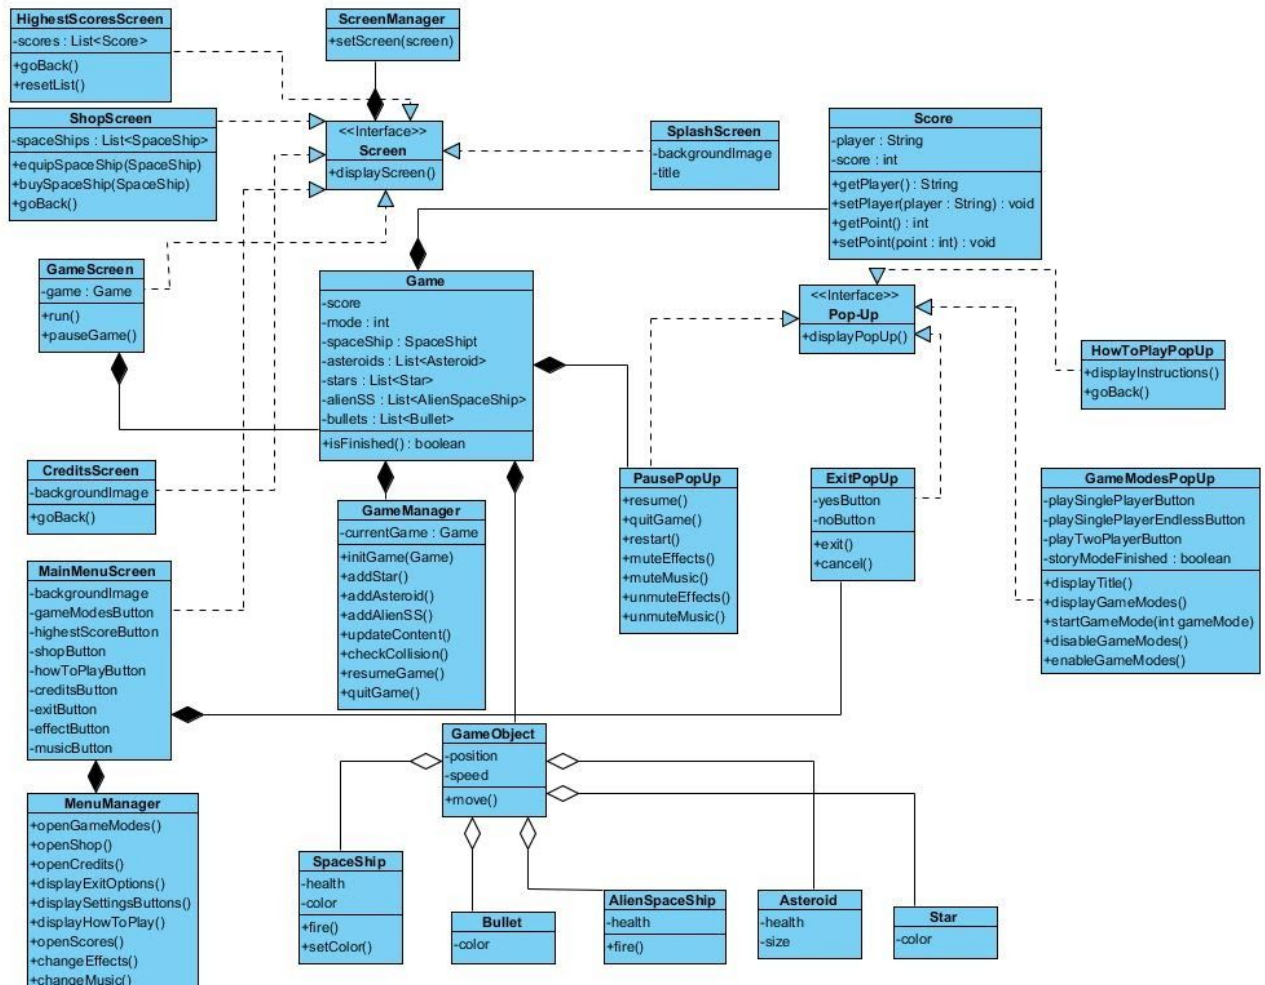 HighestScoresScreen
-scores : List<Score>
+goBack()
+resetList()
ScreenManager
+setScreen(screen)
ShopScreen
-spaceShips : List<SpaceShip>
+equipSpaceShip(SpaceShip)
+buySpaceShip(SpaceShip)
+goBack()
<<Interface>>
Screen
+displayScreen()
SplashScreen
-backgroundImage
-title
Score
-player : String
-score : int
+getPlayer() : String
+setPlayer(player : String) : void
+getPoint() : int
+setPoint(point : int) : void
GameScreen
-game : Game
+run()
+pauseGame()
Game
-score
-mode : int
-spaceShip : SpaceShipt
-asteroids : List<Asteroid>
-stars : List<Star>
-alienSS : List<AlienSpaceShip>
-bullets : List<Bullet>
+isFinished() : boolean
<<Interface>>
Pop-Up
+displayPopUp()
HowToPlayPopUp
+displayInstructions()
+goBack()
CreditsScreen
-backgroundImage
+goBack()
GameManager
-currentGame : Game
+initGame(Game)
+addStar()
+addAsteroid()
+addAlienSS()
+updateContent()
+checkCollision()
+resumeGame()
+quitGame()
PausePopUp
+resume()
+quitGame()
+restart()
+muteEffects()
+muteMusic()
+unmuteEffects()
+unmuteMusic()
ExitPopUp
-yesButton
-noButton
+exit()
+cancel()
GameModesPopUp
-playSinglePlayerButton
-playSinglePlayerEndlessButton
-playTwoPlayerButton
-storyModeFinished : boolean
+displayTitle()
+displayGameModes()
+startGameMode(int gameMode)
+disableGameModes()
+enableGameModes()
MainMenuScreen
-backgroundImage
-gameModesButton
-highestScoreButton
-shopButton
-howToPlayButton
-creditsButton
-exitButton
-effectButton
-musicButton
GameObject
-position
-speed
+move()
MenuManager
+openGameModes()
+openShop()
+openCredits()
+displayExitOptions()
+displaySettingsButtons()
+displayHowToPlay()
+openScores()
+changeEffects()
+changeMusic()
SpaceShip
-health
-color
+fire()
+setColor()
Bullet
-color
AlienSpaceShip
-health
+fire()
Asteroid
-health
-size
Star
-color